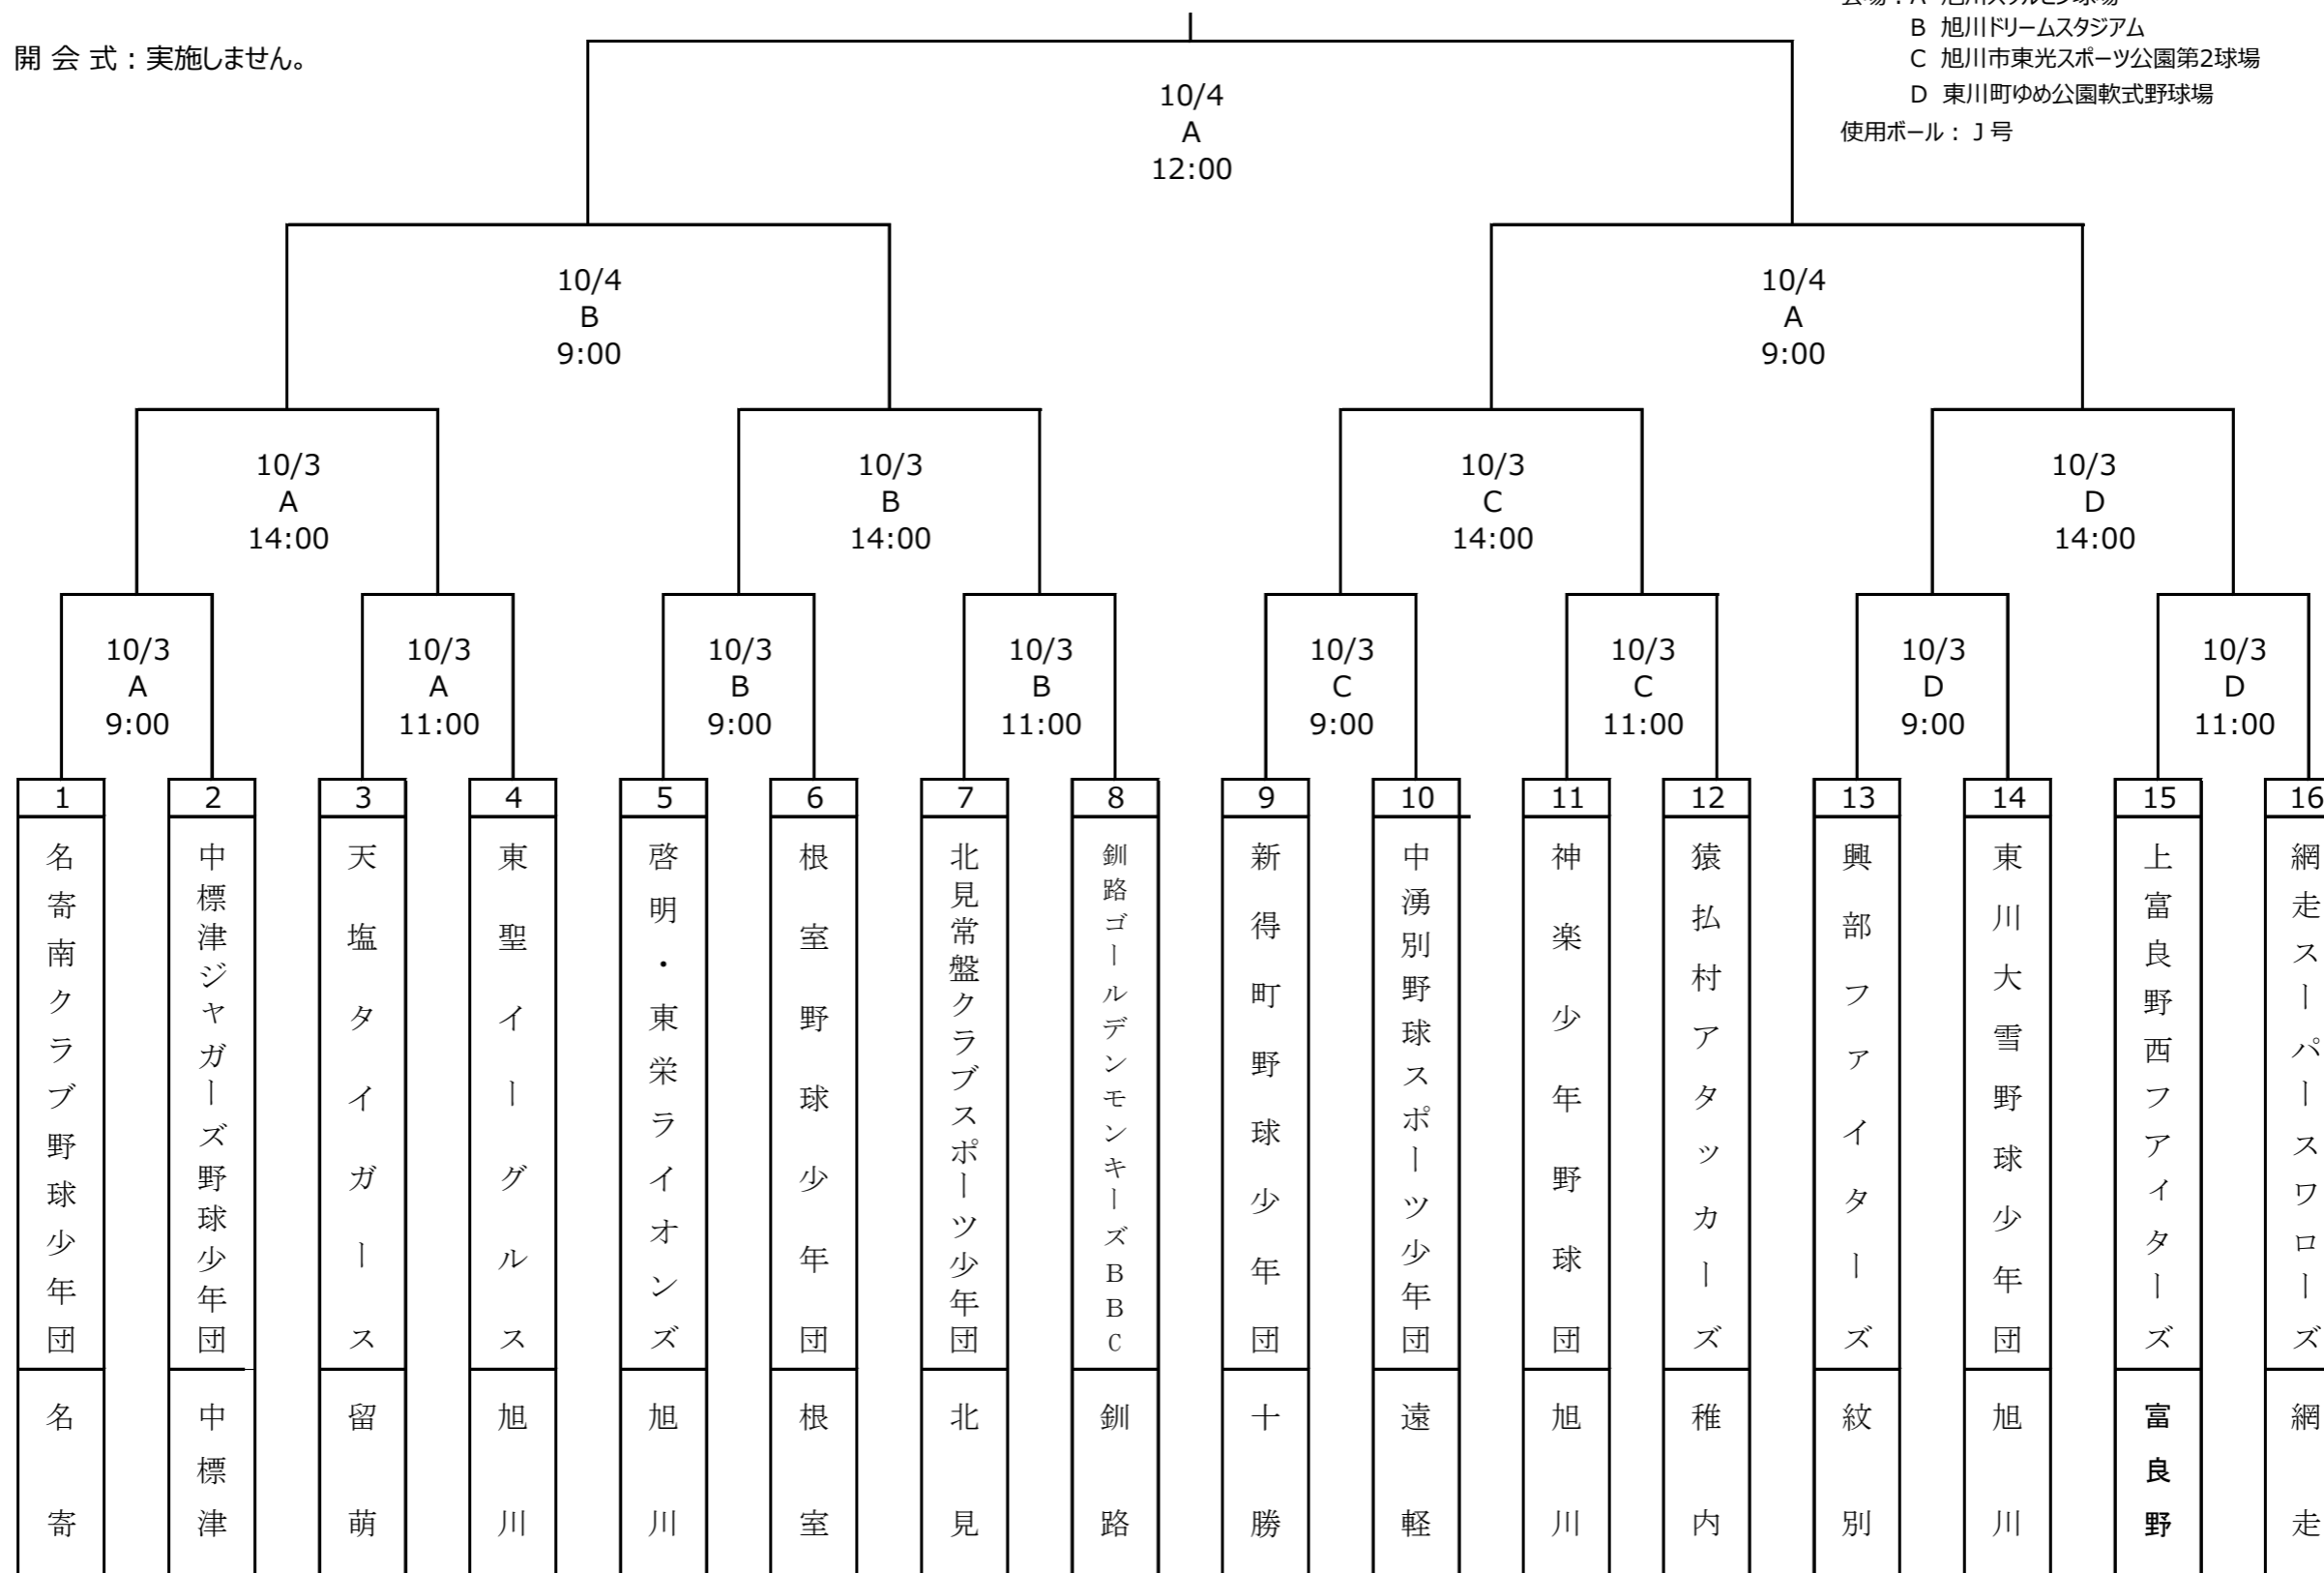 B 旭川ドリームスタジアム
開 会 式：実施しません。
C 旭川市東光スポーツ公園第2球場
D 東川町ゆめ公園軟式野球場
使用ボール：Ｊ号
10/4
A
12:00
10/4
B
9:00
10/4
A
9:00
10/3
A
14:00
10/3
B
14:00
10/3
C
14:00
10/3
D
14:00
10/3
A
9:00
10/3
A
11:00
10/3
B
9:00
10/3
B
11:00
10/3
C
9:00
10/3
C
11:00
10/3
D
9:00
10/3
D
11:00
1
名寄南クラブ野球少年団
名寄
2
中標津ジャガーズ野球少年団
中標津
3
天塩タイガース
留萌
4
東聖イーグルス
旭川
5
啓明・東栄ライオンズ
旭川
6
根室野球少年団
根室
7
北見常盤クラブスポーツ少年団
北見
8
釧路ゴールデンモンキーズBBC
釧路
9
新得町野球少年団
十勝
10
中湧別野球スポーツ少年団
遠軽
11
神楽少年野球団
旭川
12
猿払村アタッカーズ
稚内
13
興部ファイターズ
紋別
14
東川大雪野球少年団
旭川
15
上富良野西フアイターズ
富良野
16
網走スーパースワローズ
網走